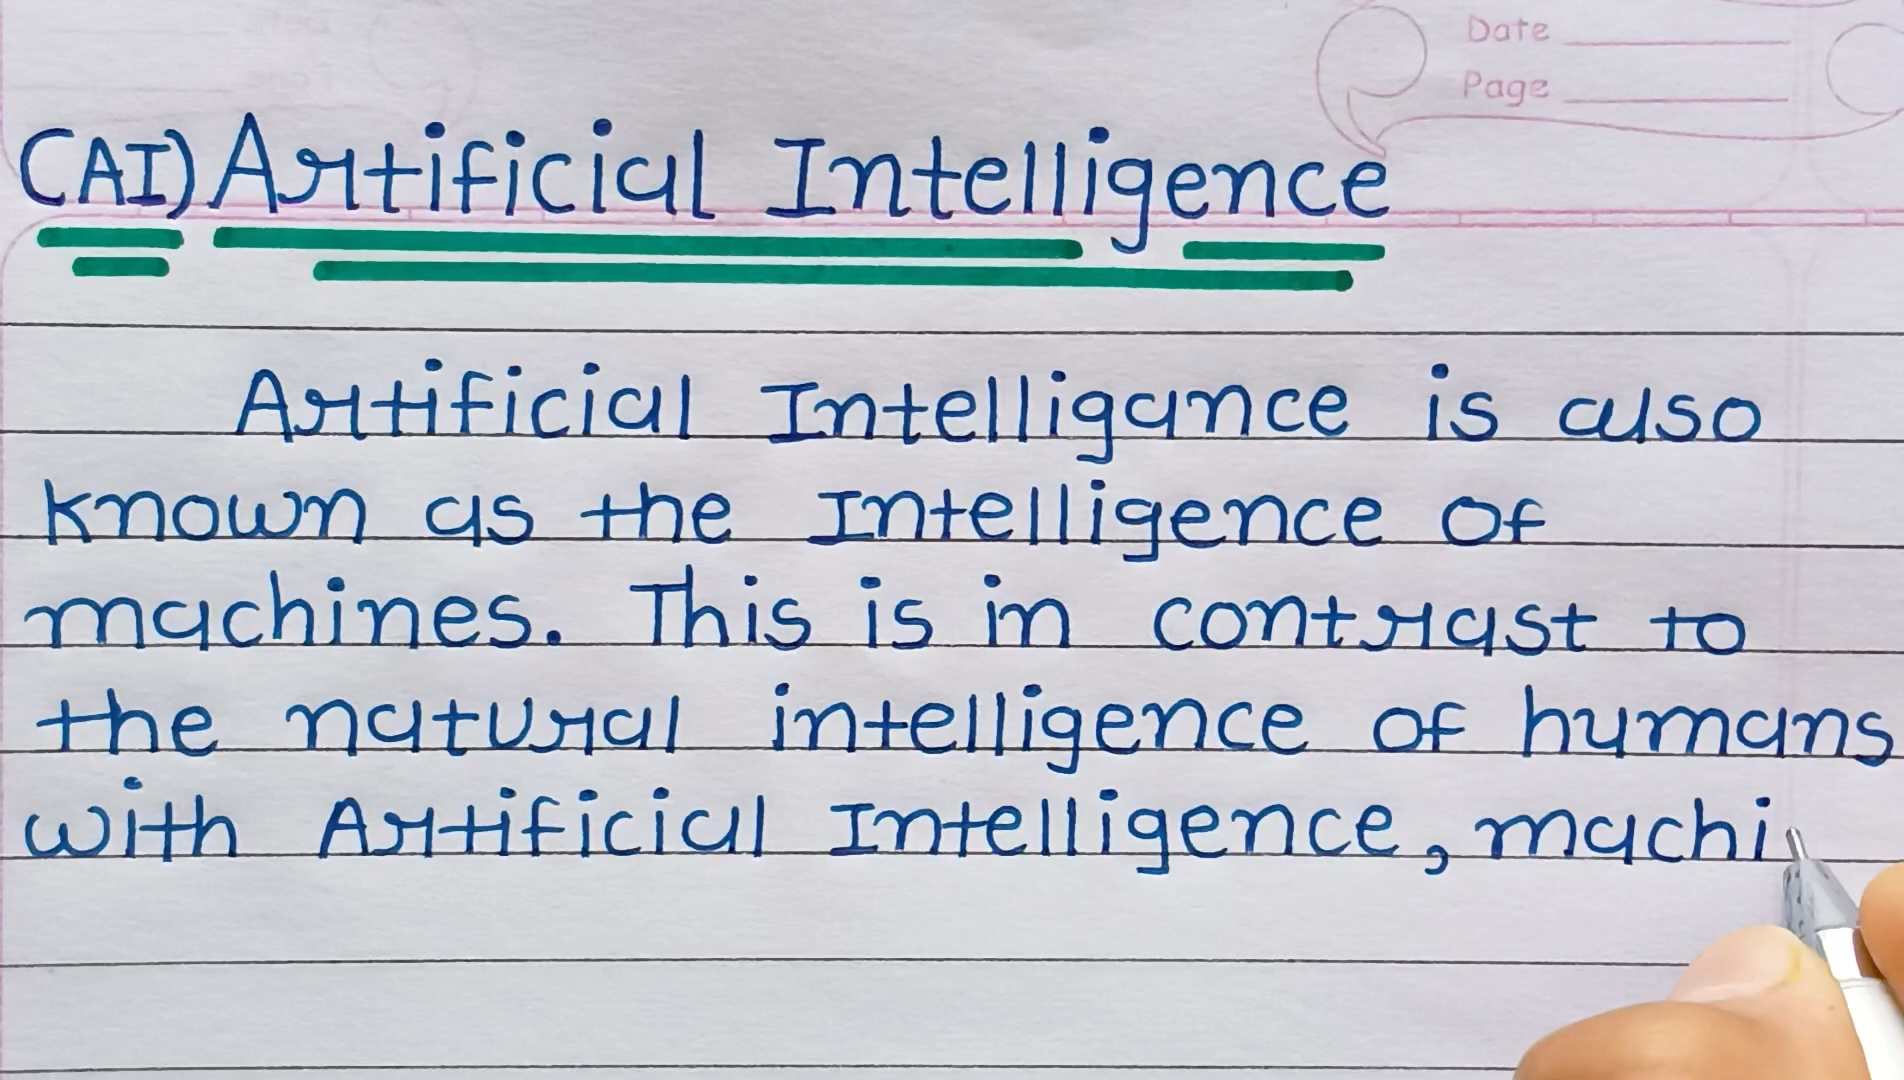 Date
Page
(AI) Artificial Intelligence
Artificial Intelligance is also
known as the Intelligence of
machines. This is in contrast to
the natural intelligence of humans
with Artificial Intelligence, machi